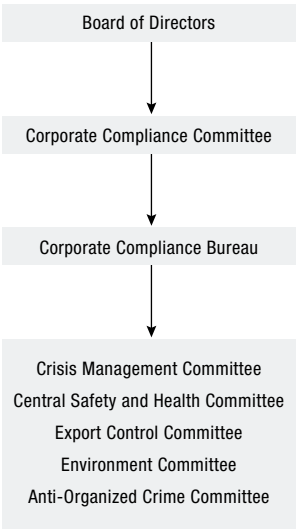 Board of Directors
Corporate Compliance Committee
Corporate Compliance Bureau
Crisis Management Committee
Central Safety and Health Committee
Export Control Committee
Environment Committee
Anti-Organized Crime Committee